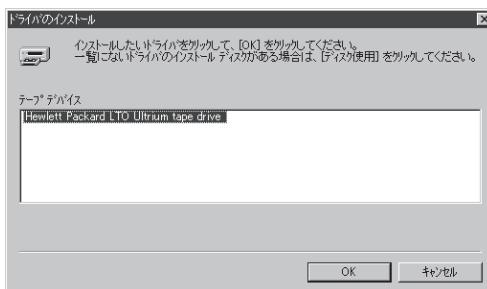 ドライバのインストール
インストールしたいドライバをクリックして、[OK] をクリックしてください。
一覧にないドライバのインストール ディスクがある場合は、[ディスク使用] をクリックしてください。
テープ デバイス
Hewlett Packard LTO Ultrium tape drive
OK
キャンセル